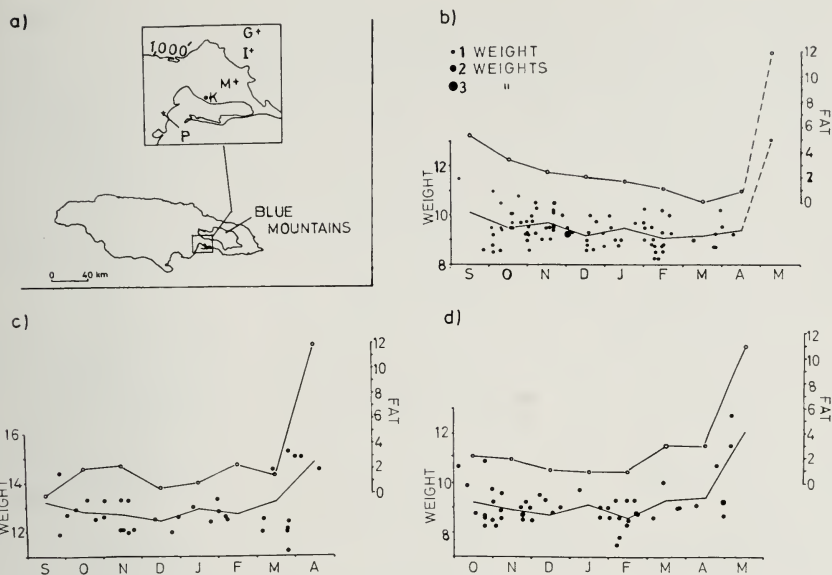 a)
1,000'
G+
I+
M+
K
P
BLUE
MOUNTAINS
0 40 km
b)
1 WEIGHT
2 WEIGHTS
3 "
WEIGHT
12
10
8
S O N D J F M A M
12
10
8
6
4
2
0
FAT
c)
WEIGHT
16
14
12
S O N D J F M A
12
10
8
6
4
2
0
FAT
d)
WEIGHT
12
10
8
O N D J F M A M
12
10
8
6
4
2
0
FAT